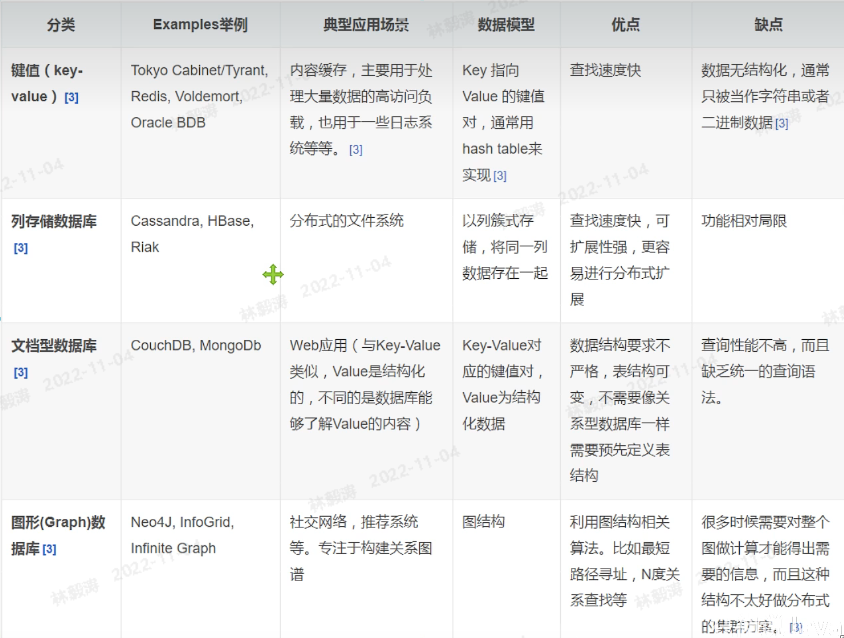 分类
Examples举例
典型应用场景
数据模型
优点
缺点
键值（key-
value）[3]
Tokyo Cabinet/Tyrant,
Redis, Voldemort,
Oracle BDB
内容缓存，主要用于处
理大量数据的高访问负
载，也用于一些日志系
统等等。[3]
Key 指向
Value 的键值
对，通常用
hash table来
实现[3]
查找速度快
数据无结构化，通常
只被当作字符串或者
二进制数据[3]
列存储数据库
[3]
Cassandra, HBase,
Riak
分布式的文件系统
以列簇式存
储，将同一列
数据存在一起
查找速度快，可
扩展性强，更容
易进行分布式扩
展
功能相对局限
文档型数据库
[3]
CouchDB, MongoDb
Web应用（与Key-Value
类似，Value是结构化
的，不同的是数据库能
够了解Value的内容）
Key-Value对
应的键值对，
Value为结构
化数据
数据结构要求不
严格，表结构可
变，不需要像关
系型数据库一样
需要预先定义表
结构
查询性能不高，而且
缺乏统一的查询语
法。
图形(Graph)数
据库[3]
Neo4J, InfoGrid,
Infinite Graph
社交网络，推荐系统
等。专注于构建关系图
谱
图结构
利用图结构相关
算法。比如最短
路径寻址，N度关
系查找等
很多时候需要对整个
图做计算才能得出需
要的信息，而且这种
结构不太好做分布式
的集群方案。[3]
林毅涛 2022-11-04